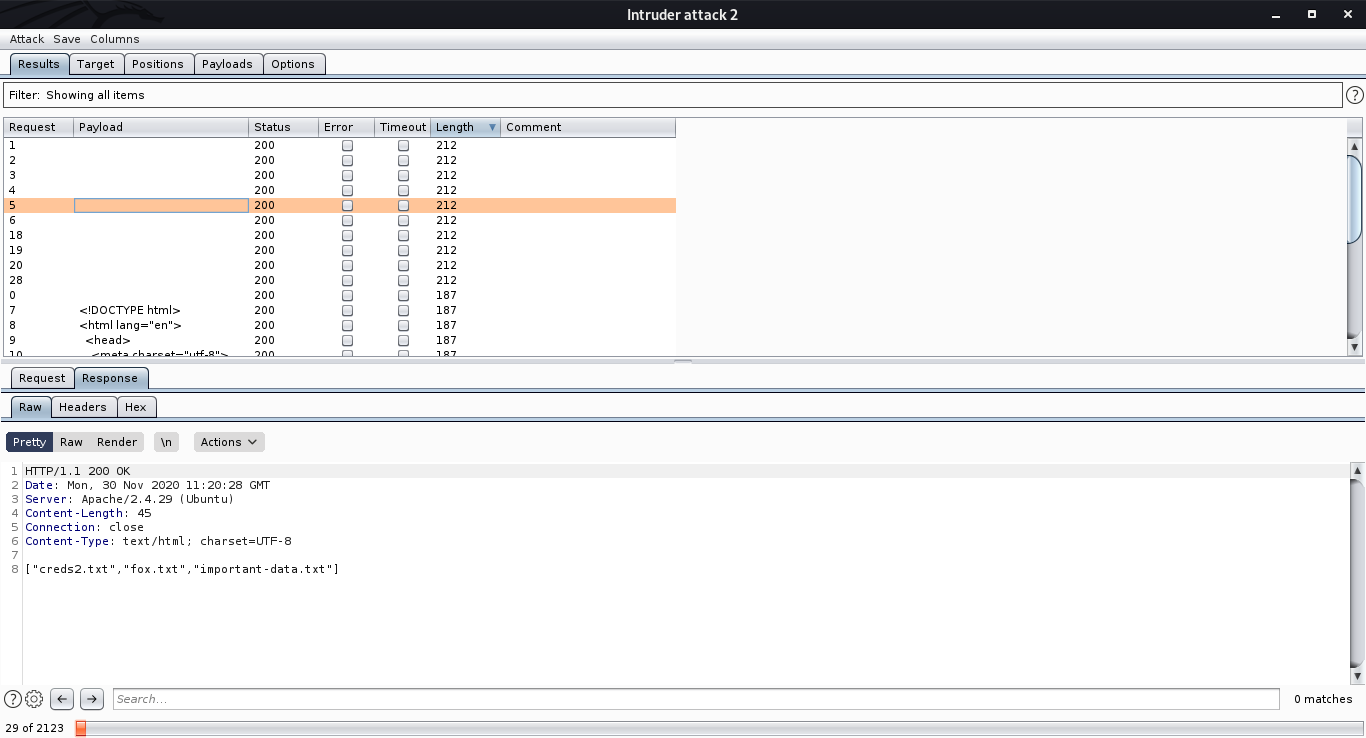 Intruder attack 2
Attack Save Columns
Results Target Positions Payloads Options
Filter: Showing all items ?
Request Payload Status Error Timeout Length Comment
1 200 212
2 200 212
3 200 212
4 200 212
5 200 212
6 200 212
18 200 212
19 200 212
20 200 212
28 200 212
0 200 187
7 <!DOCTYPE html> 200 187
8 <html lang="en"> 200 187
9 <head> 200 187
10 <meta charset="utf-8"> 200 187
Request Response
Raw Headers Hex
Pretty Raw Render \n Actions
1 HTTP/1.1 200 OK
2 Date: Mon, 30 Nov 2020 11:20:28 GMT
3 Server: Apache/2.4.29 (Ubuntu)
4 Content-Length: 45
5 Connection: close
6 Content-Type: text/html; charset=UTF-8
7
8 ["creds2.txt","fox.txt","important-data.txt"]
? Search... 0 matches
29 of 2123